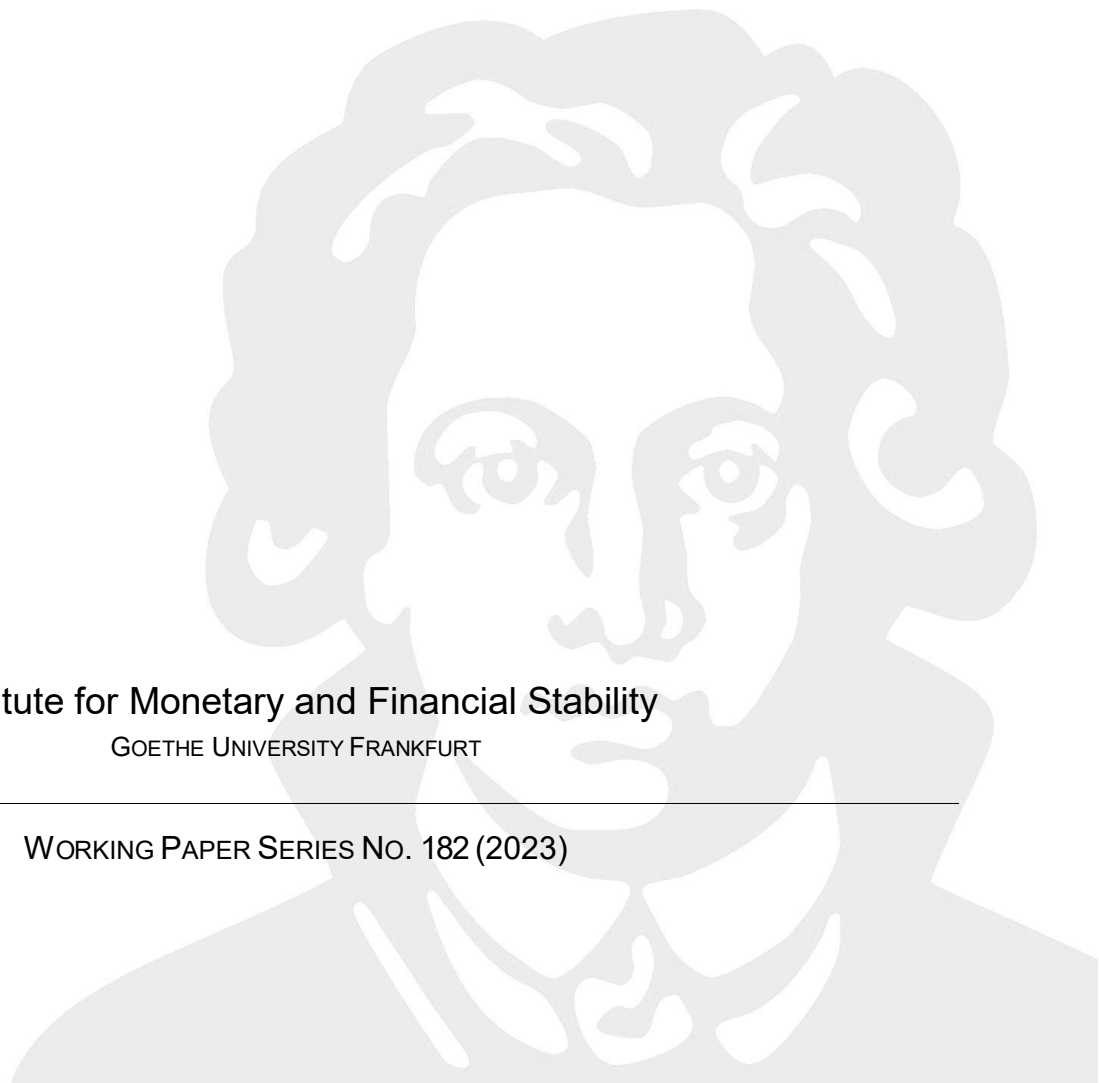 tute for Monetary and Financial Stability
GOETHE UNIVERSITY FRANKFURT
WORKING PAPER SERIES NO. 182 (2023)